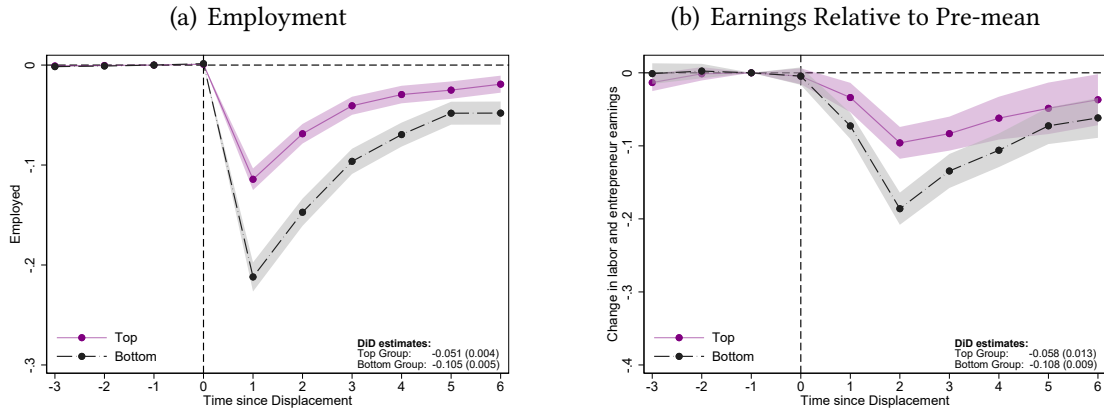 (a) Employment
Employed
0
-.1
-.2
-.3
Top
Bottom
DiD estimates:
Top Group: -0.051 (0.004)
Bottom Group: -0.105 (0.005)
-3 -2 -1 0 1 2 3 4 5 6
Time since Displacement
(b) Earnings Relative to Pre-mean
Change in labor and entrepreneur earnings
0
-.1
-.2
-.3
-.4
Top
Bottom
DiD estimates:
Top Group: -0.058 (0.013)
Bottom Group: -0.108 (0.009)
-3 -2 -1 0 1 2 3 4 5 6
Time since Displacement